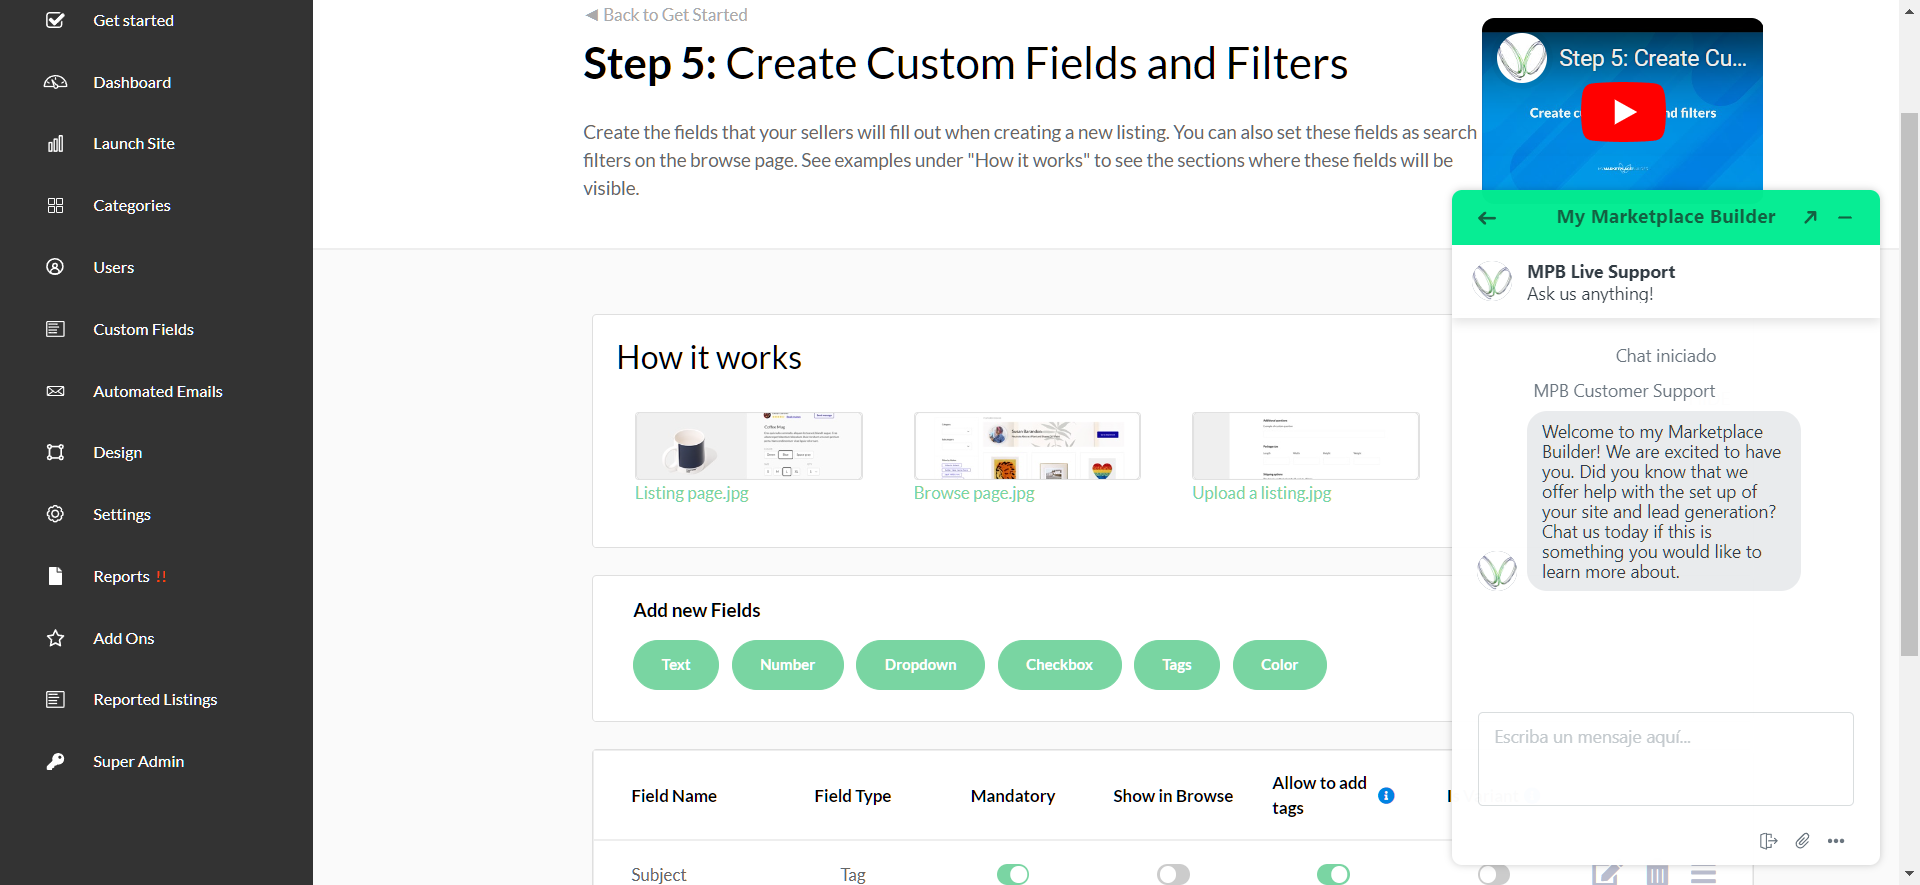 Get started
Dashboard
Launch Site
Categories
Users
Custom Fields
Automated Emails
Design
Settings
Reports !!
Add Ons
Reported Listings
Super Admin
◀ Back to Get Started
Step 5: Create Custom Fields and Filters
Create the fields that your sellers will fill out when creating a new listing. You can also set these fields as search
filters on the browse page. See examples under "How it works" to see the sections where these fields will be
visible.
Step 5: Create Cu...
Create c
nd filters
How it works
Coffee Mug
Listing page.jpg
Browse page.jpg
Upload a listing.jpg
Add new Fields
Text
Number
Dropdown
Checkbox
Tags
Color
Field Name
Field Type
Mandatory
Show in Browse
Allow to add
tags
Subject
Tag
My Marketplace Builder
MPB Live Support
Ask us anything!
Chat iniciado
MPB Customer Support
Welcome to my Marketplace
Builder! We are excited to have
you. Did you know that we
offer help with the set up of
your site and lead generation?
Chat us today if this is
something you would like to
learn more about.
Escriba un mensaje aquí...